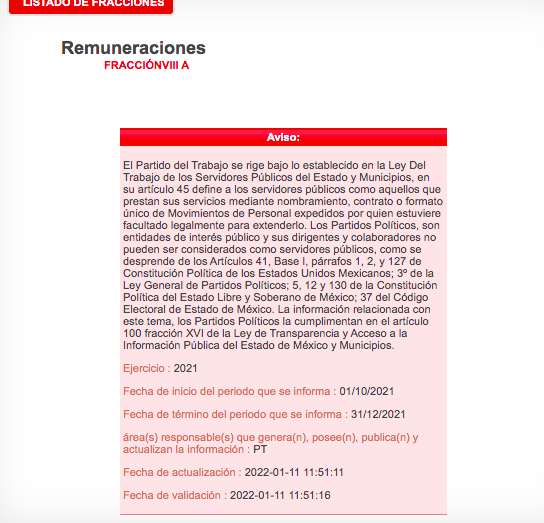 LISTADO DE FRACCIONES
Remuneraciones
FRACCIÓNVIII A
Aviso:
El Partido del Trabajo se rige bajo lo establecido en la Ley Del
Trabajo de los Servidores Públicos del Estado y Municipios, en
su artículo 45 define a los servidores públicos como aquellos que
prestan sus servicios mediante nombramiento, contrato o formato
único de Movimientos de Personal expedidos por quien estuviere
facultado legalmente para extenderlo. Los Partidos Políticos, son
entidades de interés público y sus dirigentes y colaboradores no
pueden ser considerados como servidores públicos, como se
desprende de los Artículos 41, Base I, párrafos 1, 2, y 127 de
Constitución Política de los Estados Unidos Mexicanos; 3º de la
Ley General de Partidos Políticos; 5, 12 y 130 de la Constitución
Política del Estado Libre y Soberano de México; 37 del Código
Electoral de Estado de México. La información relacionada con
este tema, los Partidos Políticos la cumplimentan en el artículo
100 fracción XVI de la Ley de Transparencia y Acceso a la
Información Pública del Estado de México y Municipios.
Ejercicio : 2021
Fecha de inicio del periodo que se informa : 01/10/2021
Fecha de término del periodo que se informa : 31/12/2021
área(s) responsable(s) que genera(n), posee(n), publica(n) y
actualizan la información : PT
Fecha de actualización : 2022-01-11 11:51:11
Fecha de validación : 2022-01-11 11:51:16